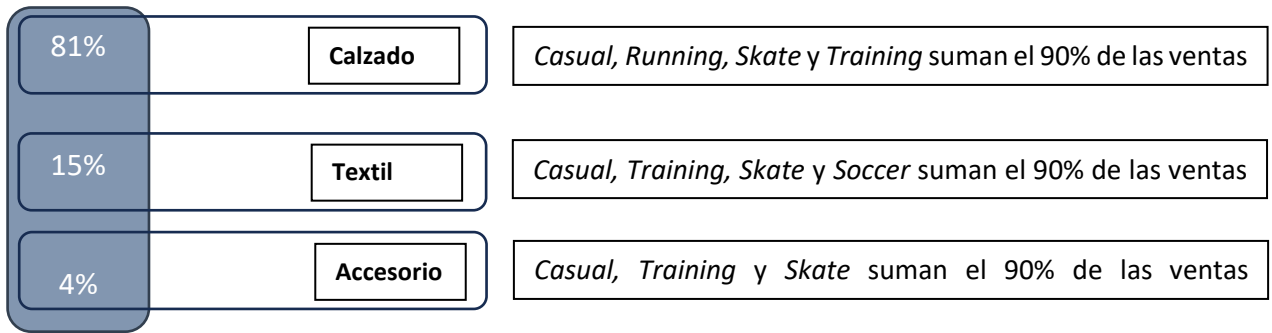 81%
Calzado
Casual, Running, Skate y Training suman el 90% de las ventas
15%
Textil
Casual, Training, Skate y Soccer suman el 90% de las ventas
4%
Accesorio
Casual, Training y Skate suman el 90% de las ventas